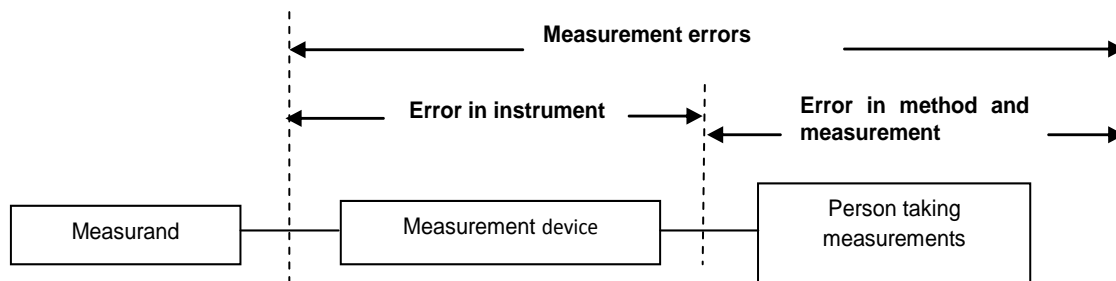 Measurement errors
Error in instrument
Error in method and
measurement
Measurand
Measurement device
Person taking
measurements